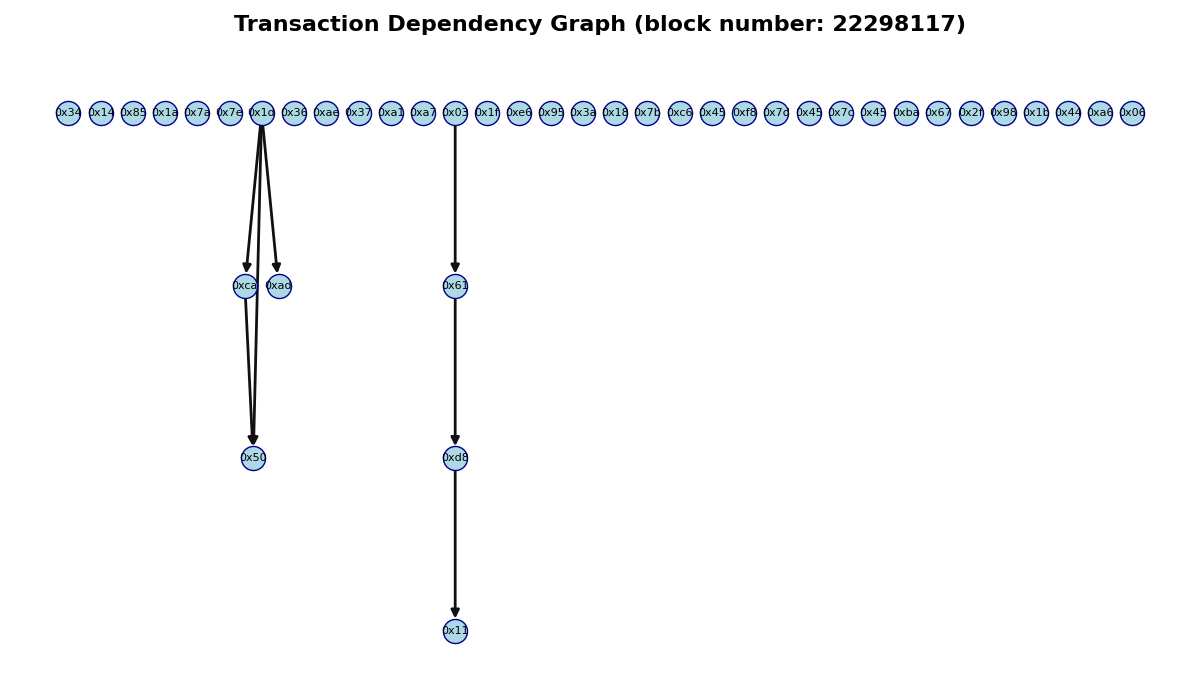 Transaction Dependency Graph (block number: 22298117)
0x34 0x14 0x85 0x1a 0x7a 0x7e 0x1d 0x36 0xae 0x37 0xa1 0xa7 0x03 0x1f 0xe6 0x95 0x3a 0x18 0x7b 0xc6 0x45 0xf8 0x7d 0x45 0x7c 0x45 0xba 0x67 0x2f 0x98 0x1b 0x44 0xa6 0x06
0xca 0xad 0x61
0x50 0xd8
0x11